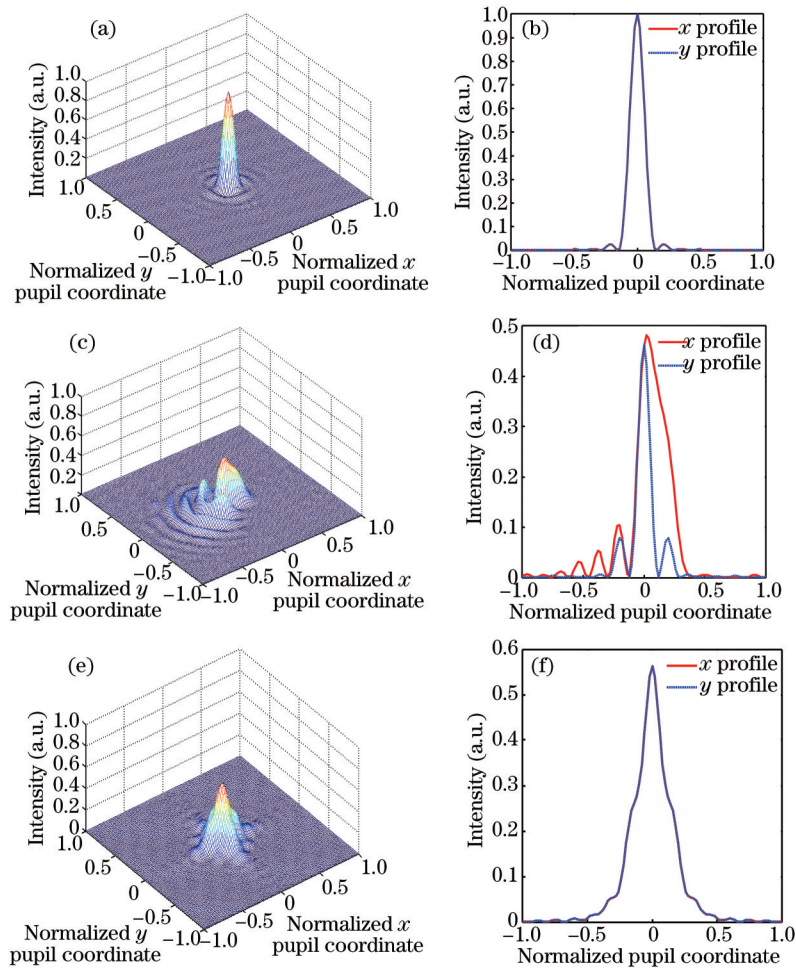 (a)
1.0
0.8
0.6
0.4
0.2
Intensity (a.u.)
1.0
0.5
0
−0.5
−1.0
−1.0
−0.5
0
0.5
1.0
Normalized y
pupil coordinate
Normalized x
pupil coordinate
(b)
x profile
y profile
1.0
0.9
0.8
0.7
0.6
0.5
0.4
0.3
0.2
0.1
0
Intensity (a.u.)
-1.0
-0.5
0
0.5
1.0
Normalized pupil coordinate
(c)
1.0
0.8
0.6
0.4
0.2
Intensity (a.u.)
1.0
0.5
0
−0.5
−1.0
−1.0
−0.5
0
0.5
1.0
Normalized y
pupil coordinate
Normalized x
pupil coordinate
(d)
x profile
y profile
0.5
0.4
0.3
0.2
0.1
0
Intensity (a.u.)
-1.0
-0.5
0
0.5
1.0
Normalized pupil coordinate
(e)
1.0
0.8
0.6
0.4
0.2
0
Intensity (a.u.)
1.0
0.5
0
−0.5
−1.0
−1.0
−0.5
0
0.5
1.0
Normalized y
pupil coordinate
Normalized x
pupil coordinate
(f)
x profile
y profile
0.6
0.5
0.4
0.3
0.2
0.1
0
Intensity (a.u.)
-1.0
-0.5
0
0.5
1.0
Normalized pupil coordinate